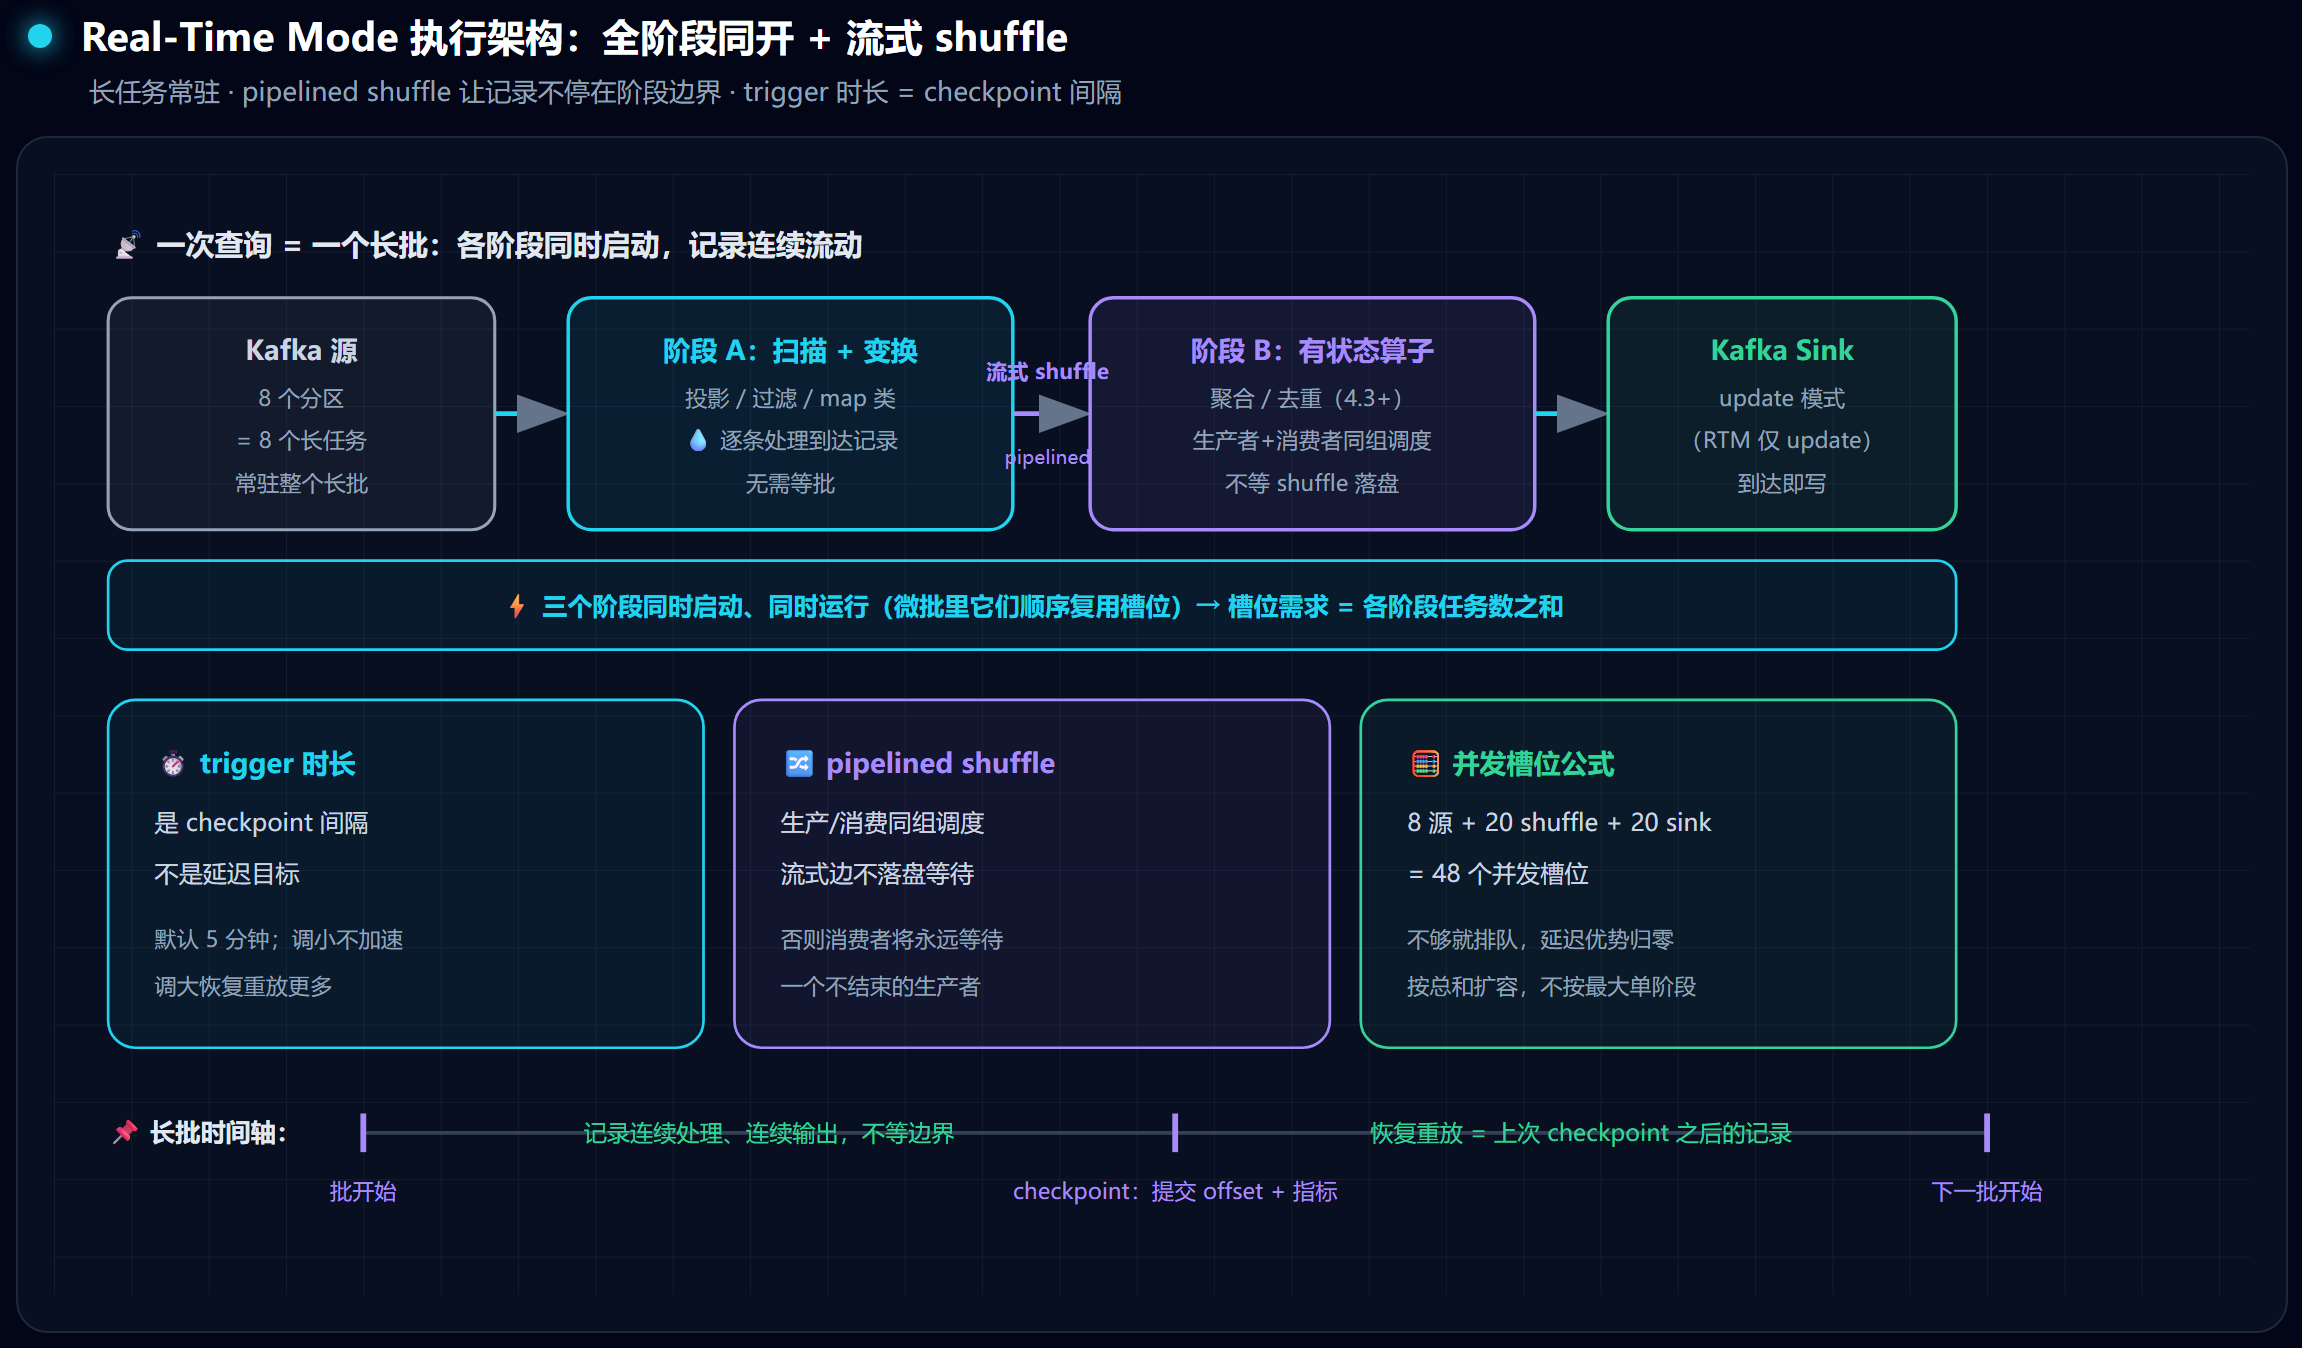 Real-Time Mode 执行架构：全阶段同开 + 流式 shuffle
长任务常驻 · pipelined shuffle 让记录不停在阶段边界 · trigger 时长 = checkpoint 间隔
一次查询 = 一个长批：各阶段同时启动，记录连续流动
Kafka 源
8 个分区
= 8 个长任务
常驻整个长批
阶段 A：扫描 + 变换
投影 / 过滤 / map 类
💧 逐条处理到达记录
无需等批
流式 shuffle
pipelined
阶段 B：有状态算子
聚合 / 去重（4.3+）
生产者+消费者同组调度
不等 shuffle 落盘
Kafka Sink
update 模式
（RTM 仅 update）
到达即写
⚡ 三个阶段同时启动、同时运行（微批里它们顺序复用槽位）→ 槽位需求 = 各阶段任务数之和
trigger 时长
是 checkpoint 间隔
不是延迟目标
默认 5 分钟；调小不加速
调大恢复重放更多
pipelined shuffle
生产/消费同组调度
流式边不落盘等待
否则消费者将永远等待
一个不结束的生产者
并发槽位公式
8 源 + 20 shuffle + 20 sink
= 48 个并发槽位
不够就排队，延迟优势归零
按总和扩容，不按最大单阶段
📌 长批时间轴：
记录连续处理、连续输出，不等边界
恢复重放 = 上次 checkpoint 之后的记录
批开始
checkpoint：提交 offset + 指标
下一批开始